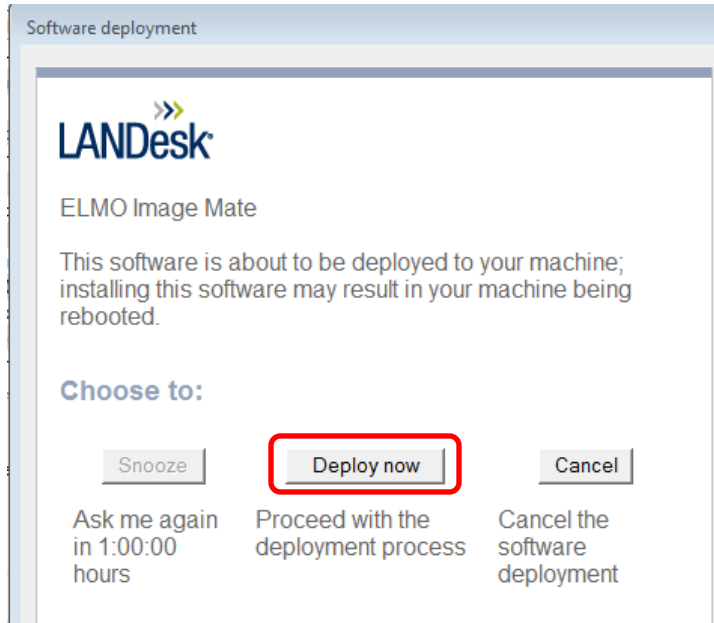 Software deployment
LANDesk
ELMO Image Mate
This software is about to be deployed to your machine;
installing this software may result in your machine being
rebooted.
Choose to:
Snooze Deploy now Cancel
Ask me again
in 1:00:00
hours
Proceed with the
deployment process
Cancel the
software
deployment